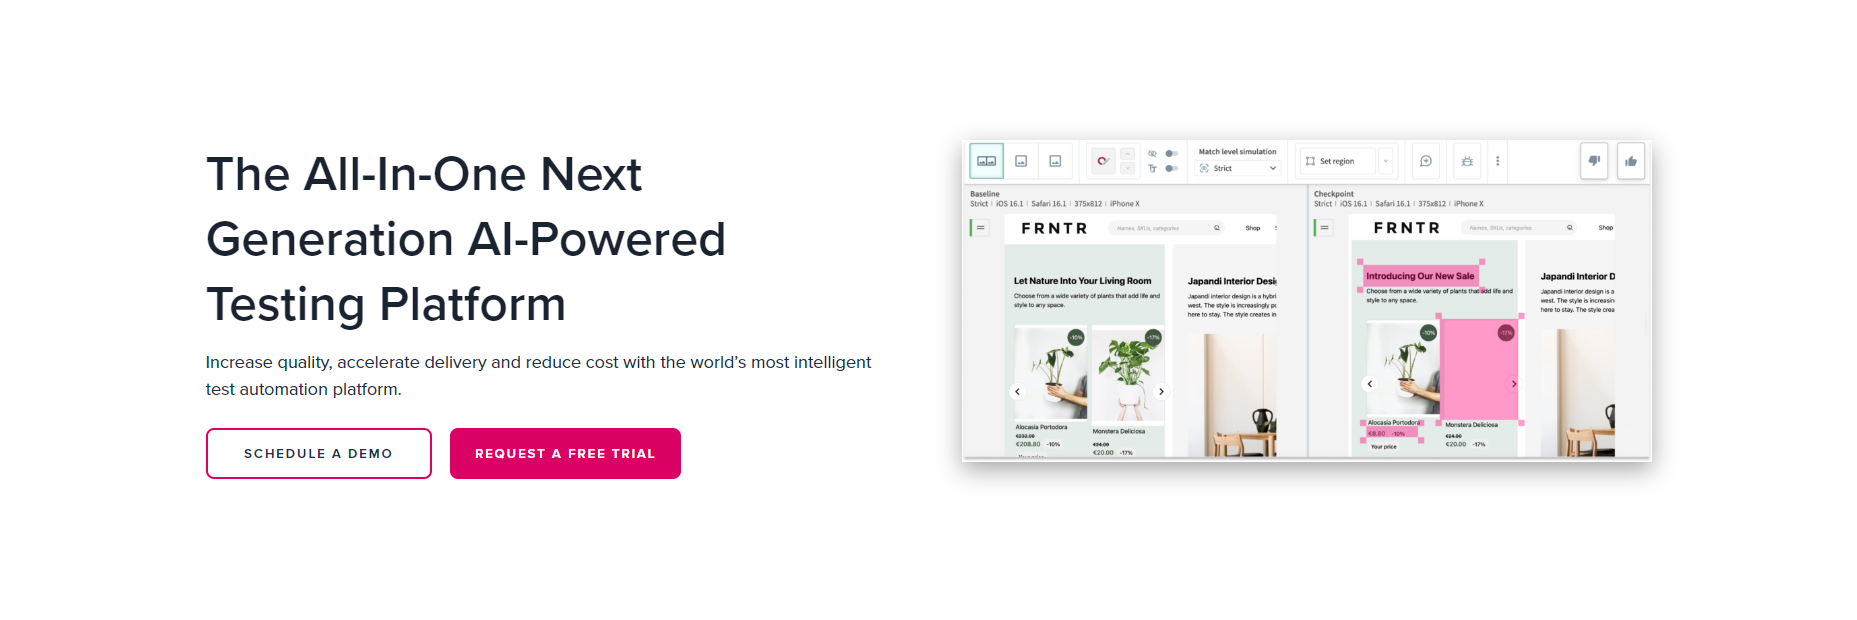 The All-In-One Next
Generation AI-Powered
Testing Platform
Increase quality, accelerate delivery and reduce cost with the world’s most intelligent
test automation platform.
SCHEDULE A DEMO
REQUEST A FREE TRIAL
Match level simulation
Strict
Set region
Baseline
Strict | iOS 16.1 | Safari 16.1 | 375x812 | iPhone X
FRNTR
Names, SKUs, categories
Shop
Let Nature Into Your Living Room
Choose from a wide variety of plants that add life and
style to any space.
-10%
-17%
Alocasia Portodora
€208.80 -10%
Your price
Monstera Deliciosa
€24.00
€20.00 -17%
Japandi Interior Desi
Japandi interior design is a hybri
west. The style is increasingly po
here to stay. The style creates in
Checkpoint
Strict | iOS 16.1 | Safari 16.1 | 375x812 | iPhone X
FRNTR
Names, SKUs, categories
Shop
Introducing Our New Sale
Choose from a wide variety of plants that add life and
style to any space.
-10%
-17%
Alocasia Portodora
€8.80 -10%
Your price
Monstera Deliciosa
€24.00
€20.00 -17%
Japandi Interior D
Japandi interior design is a
west. The style is increasin
here to stay. The style crea